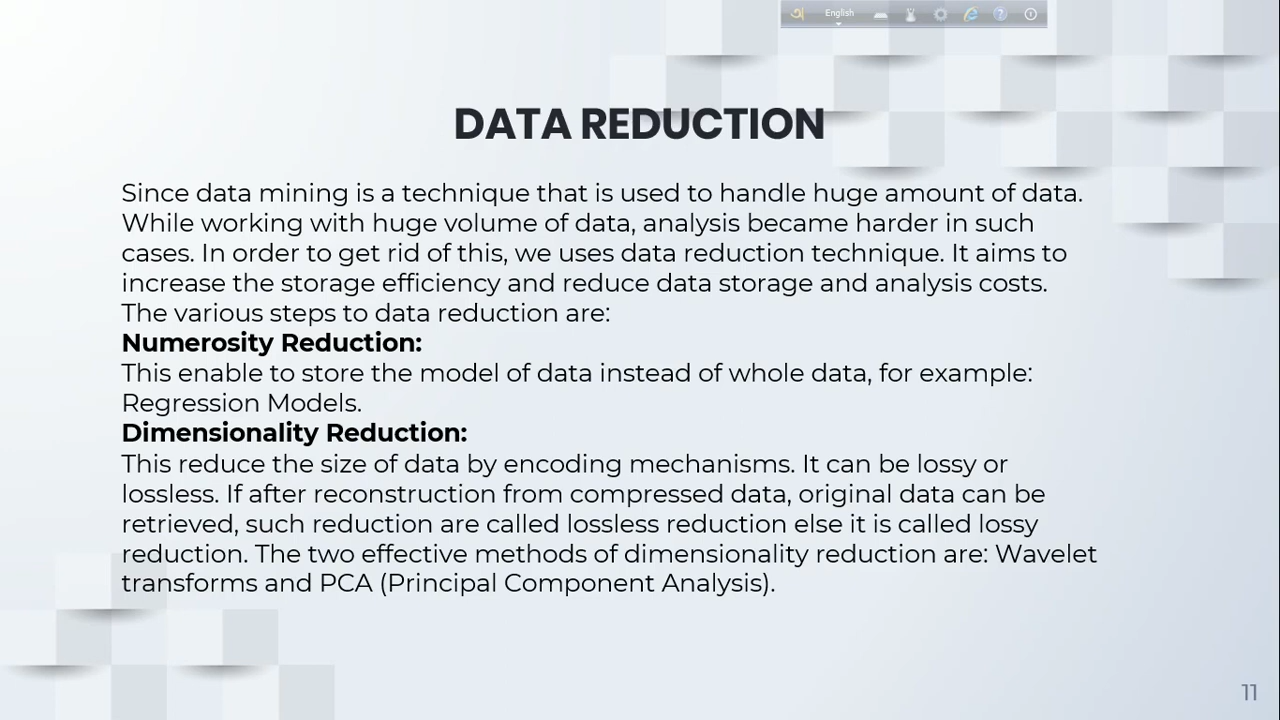 English
DATA REDUCTION
Since data mining is a technique that is used to handle huge amount of data.
While working with huge volume of data, analysis became harder in such
cases. In order to get rid of this, we uses data reduction technique. It aims to
increase the storage efficiency and reduce data storage and analysis costs.
The various steps to data reduction are:
Numerosity Reduction:
This enable to store the model of data instead of whole data, for example:
Regression Models.
Dimensionality Reduction:
This reduce the size of data by encoding mechanisms. It can be lossy or
lossless. If after reconstruction from compressed data, original data can be
retrieved, such reduction are called lossless reduction else it is called lossy
reduction. The two effective methods of dimensionality reduction are: Wavelet
transforms and PCA (Principal Component Analysis).
11